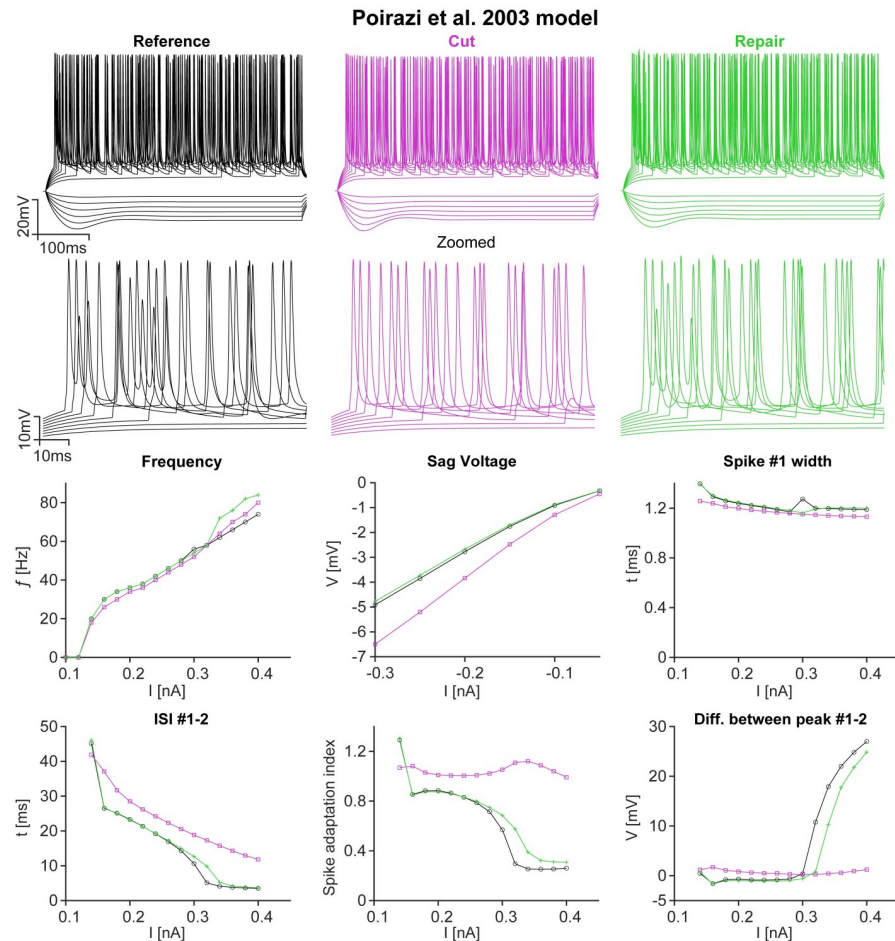 Poirazi et al. 2003 model
Reference
Cut
Repair
20mV
100ms
Zoomed
10mV
10ms
Frequency
Sag Voltage
Spike #1 width
80
60
40
20
0
f [Hz]
0.1
0.2
0.3
0.4
I [nA]
0
-1
-2
-3
-4
-5
-6
-7
V [mV]
-0.3
-0.2
-0.1
I [nA]
1.2
0.8
0.4
0
t [ms]
0.1
0.2
0.3
0.4
I [nA]
ISI #1-2
Diff. between peak #1-2
50
40
30
20
10
0
t [ms]
0.1
0.2
0.3
0.4
I [nA]
1.2
0.8
0.4
0
Spike adaptation index
0.1
0.2
0.3
0.4
I [nA]
30
20
10
0
-5
V [mV]
0.1
0.2
0.3
0.4
I [nA]